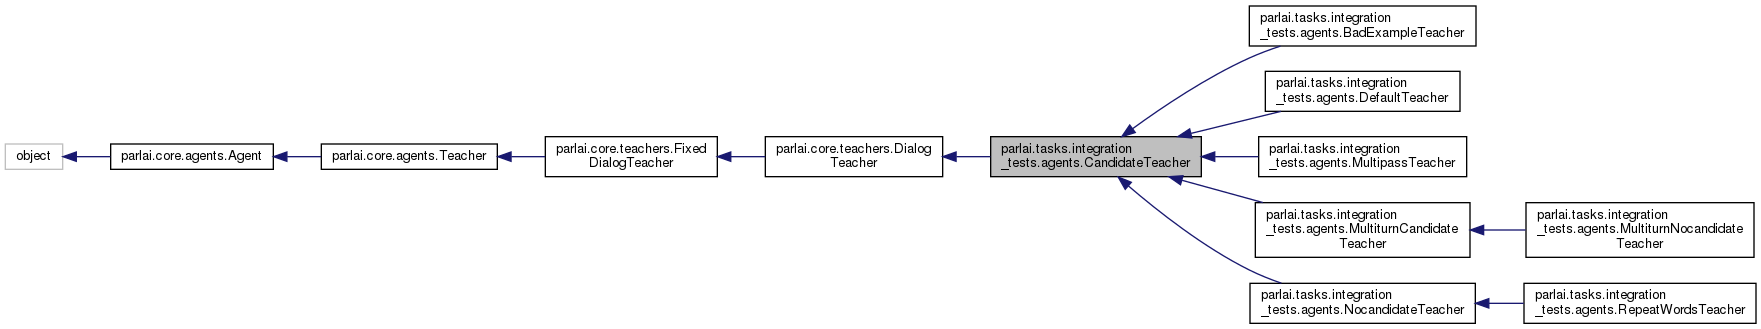 object
parlai.core.agents.Agent
parlai.core.agents.Teacher
parlai.core.teachers.Fixed
DialogTeacher
parlai.core.teachers.Dialog
Teacher
parlai.tasks.integration
_tests.agents.CandidateTeacher
parlai.tasks.integration
_tests.agents.BadExampleTeacher
parlai.tasks.integration
_tests.agents.DefaultTeacher
parlai.tasks.integration
_tests.agents.MultipassTeacher
parlai.tasks.integration
_tests.agents.MultiturnCandidate
Teacher
parlai.tasks.integration
_tests.agents.MultiturnNocandidate
Teacher
parlai.tasks.integration
_tests.agents.NocandidateTeacher
parlai.tasks.integration
_tests.agents.RepeatWordsTeacher